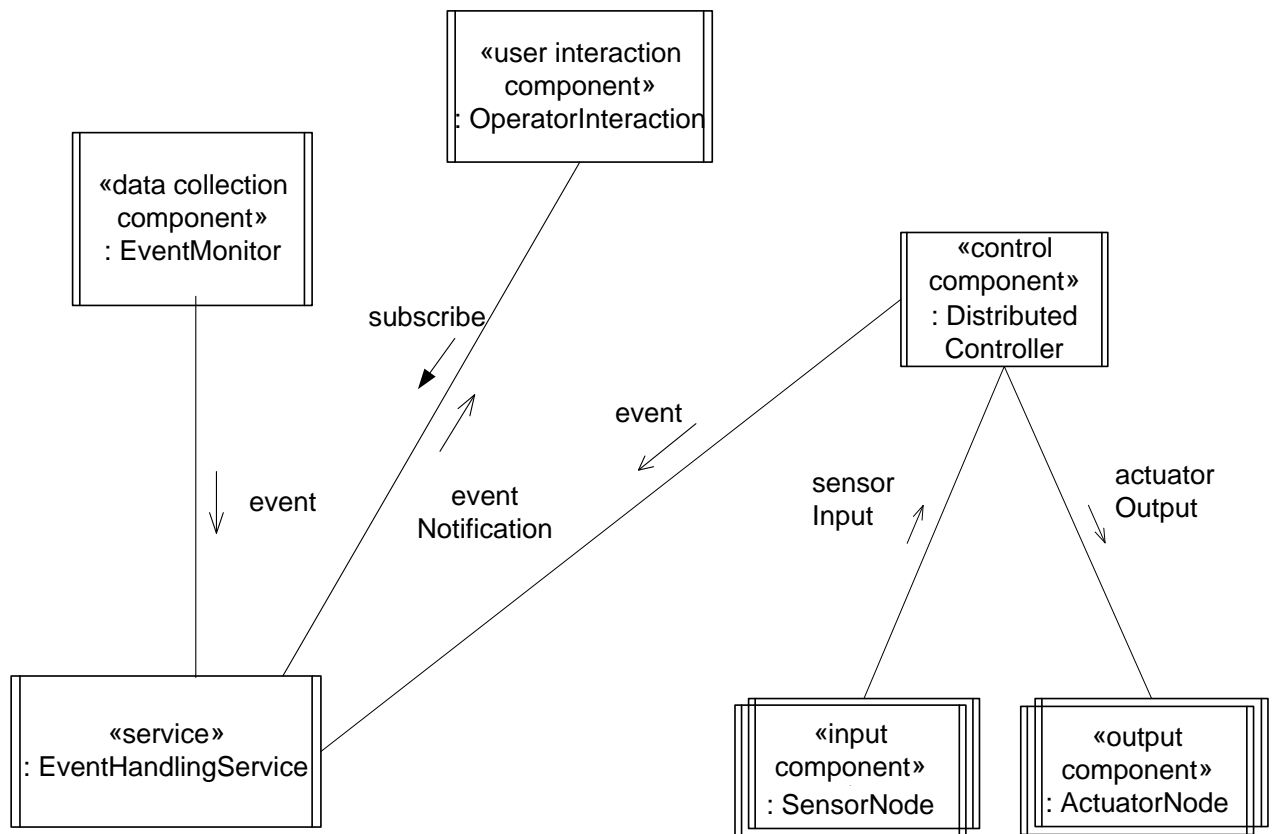 «user interaction
component»
: OperatorInteraction
«data collection
component»
: EventMonitor
«control
component»
: Distributed
Controller
subscribe
event
sensor
Input
actuator
Output
event
event
Notification
«service»
: EventHandlingService
«input
component»
: SensorNode
«output
component»
: ActuatorNode